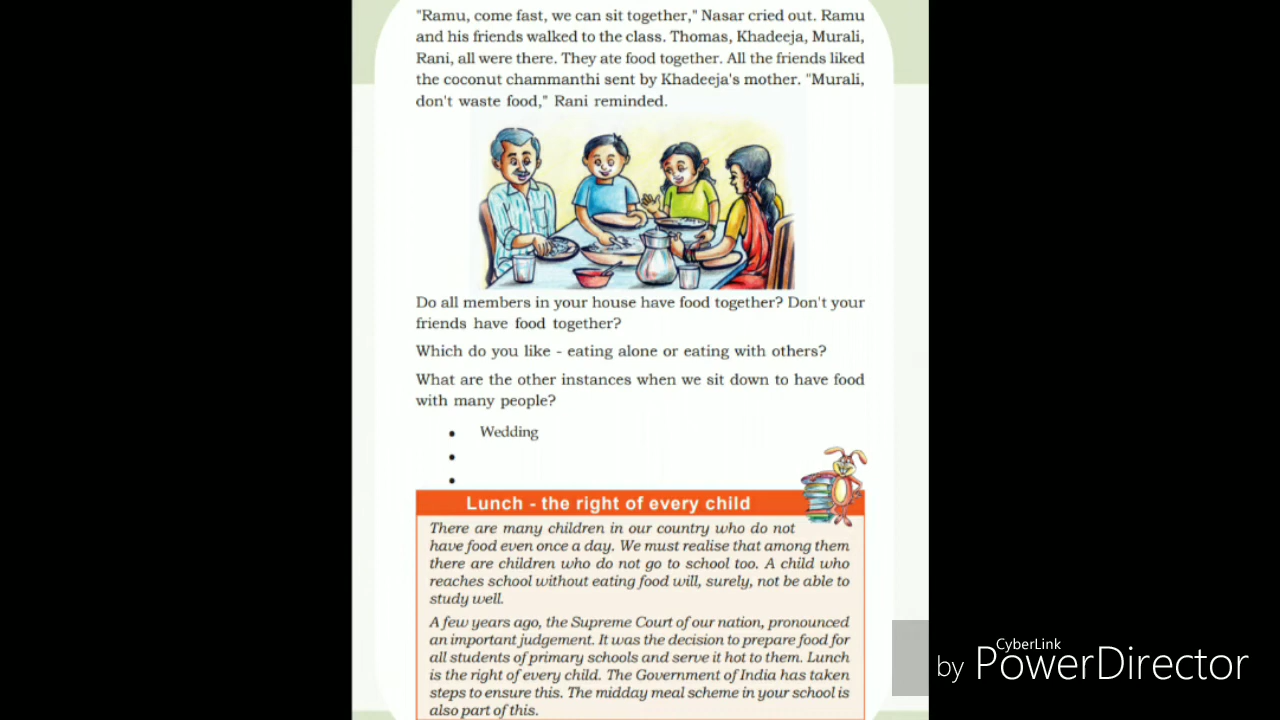 "Ramu, come fast, we can sit together," Nasar cried out. Ramu
and his friends walked to the class. Thomas, Khadeeja, Murali,
Rani, all were there. They ate food together. All the friends liked
the coconut chammanthi sent by Khadeeja's mother. "Murali,
don't waste food," Rani reminded.
Do all members in your house have food together? Don't your
friends have food together?
Which do you like - eating alone or eating with others?
What are the other instances when we sit down to have food
with many people?
• Wedding
•
•
Lunch - the right of every child
There are many children in our country who do not
have food even once a day. We must realise that among them
there are children who do not go to school too. A child who
reaches school without eating food will, surely, not be able to
study well.
A few years ago, the Supreme Court of our nation, pronounced
an important judgement. It was the decision to prepare food for
all students of primary schools and serve it hot to them. Lunch
is the right of every child. The Government of India has taken
steps to ensure this. The midday meal scheme in your school is
also part of this.
CyberLink
by PowerDirector